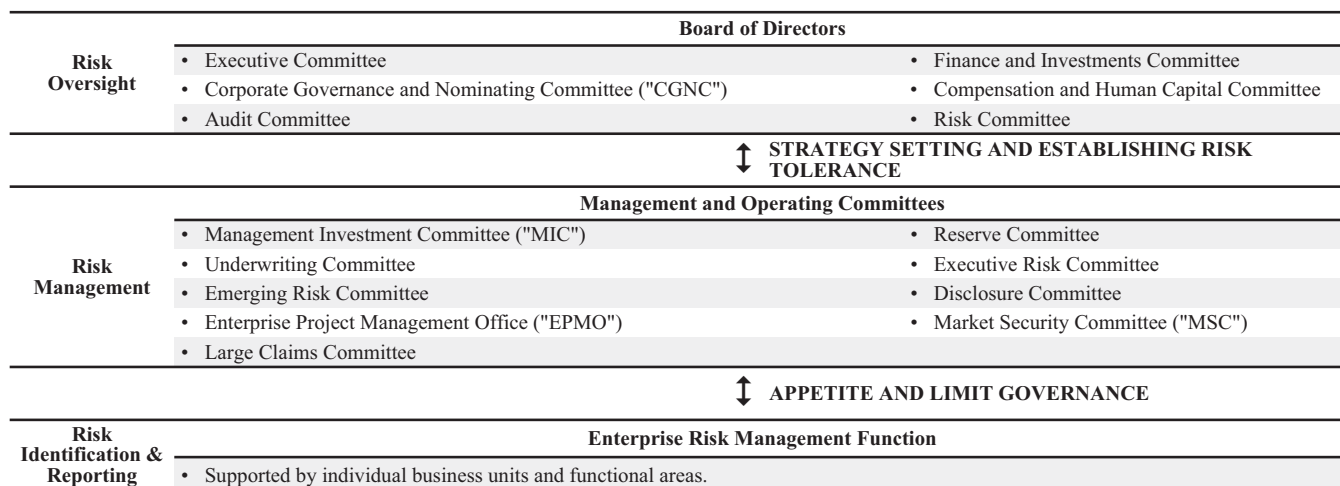 Board of Directors
Risk
Oversight
• Executive Committee
• Finance and Investments Committee
• Corporate Governance and Nominating Committee ("CGNC")
• Compensation and Human Capital Committee
• Audit Committee
• Risk Committee
STRATEGY SETTING AND ESTABLISHING RISK
TOLERANCE
Management and Operating Committees
Risk
Management
• Management Investment Committee ("MIC")
• Reserve Committee
• Underwriting Committee
• Executive Risk Committee
• Emerging Risk Committee
• Disclosure Committee
• Enterprise Project Management Office ("EPMO")
• Market Security Committee ("MSC")
• Large Claims Committee
APPETITE AND LIMIT GOVERNANCE
Risk
Identification &
Reporting
Enterprise Risk Management Function
• Supported by individual business units and functional areas.